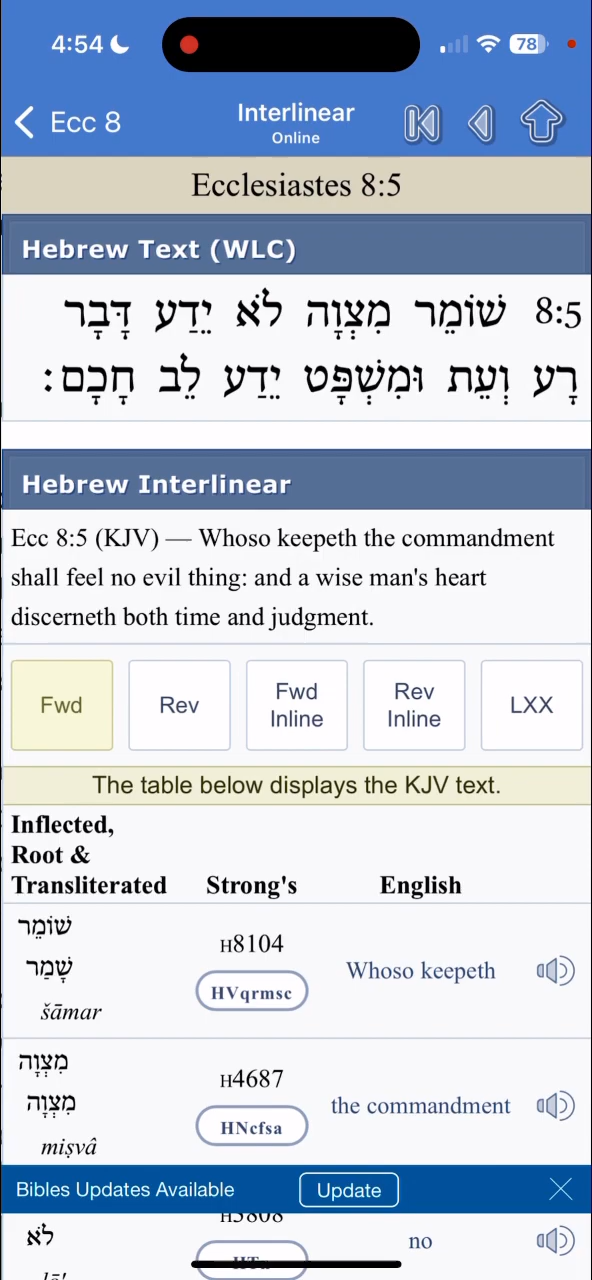 4:54
78
Ecc 8
Interlinear
Online
Ecclesiastes 8:5
Hebrew Text (WLC)
8:5 שׁוֹמֵר מִצְוָה לֹא יֵדַע דָּבָר
רָע וְעֵת וּמִשְׁפָּט יֵדַע לֵב חָכָם׃
Hebrew Interlinear
Ecc 8:5 (KJV) — Whoso keepeth the commandment
shall feel no evil thing: and a wise man's heart
discerneth both time and judgment.
Fwd
Rev
Fwd
Inline
Rev
Inline
LXX
The table below displays the KJV text.
Inflected,
Root &
Transliterated
Strong's
English
שׁוֹמֵר
שָׁמַר
šāmar
H8104
HVqrmsc
Whoso keepeth
מִצְוָה
מִצְוָה
miṣvâ
H4687
HNcfsa
the commandment
Bibles Updates Available
Update
H3808
לֹא
no